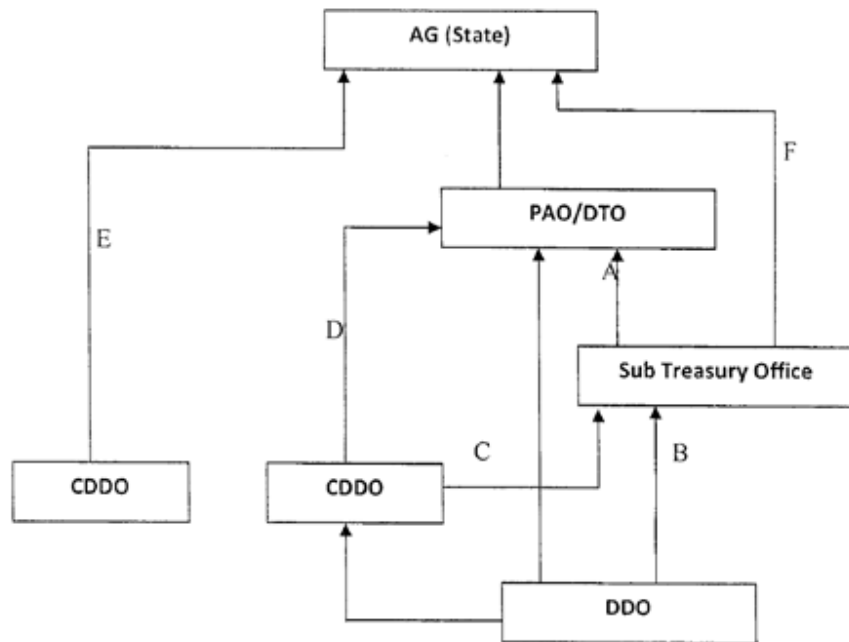 AG (State)
F
PAO/DTO
E
A
D
Sub Treasury Office
C
B
CDDO
CDDO
DDO